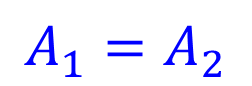 A₁ = A₂